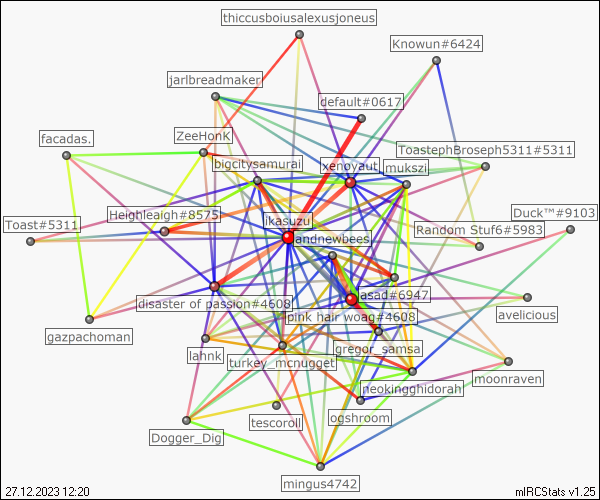 thiccusboiusalexusjoneus
Knowun#6424
jarlbreadmaker
default#0617
facadas.
ZeeHonK
ToastephBroseph5311#5311
bigcitysamurai
xenoyaut
mukszi
Toast#5311
Heighleaigh#8575
ikasuzu
Duck™#9103
andnewbees
Random Stuf6#5983
disaster of passion#4608
asad#6947
pink hair woag#4608
avelicious
gazpachoman
lahnk
turkey_mcnugget
gregor_samsa
moonraven
neokingghidorah
Dogger_Dig
tescoroll
ogshroom
mingus4742
27.12.2023 12:20
mIRCStats v1.25